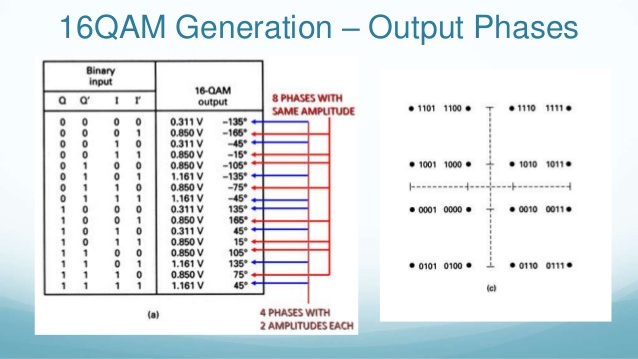 16QAM Generation – Output Phases
Binary input
16-QAM output
Q Q' I I'
0 0 0 0 0.311 V -135°
0 0 0 1 0.850 V -165°
0 0 1 0 0.311 V -45°
0 0 1 1 0.850 V -15°
0 1 0 0 0.850 V -105°
0 1 0 1 1.161 V -135°
0 1 1 0 0.850 V -75°
0 1 1 1 1.161 V -45°
1 0 0 0 0.311 V 135°
1 0 0 1 0.850 V 165°
1 0 1 0 0.311 V 45°
1 0 1 1 0.850 V 15°
1 1 0 0 0.850 V 105°
1 1 0 1 1.161 V 135°
1 1 1 0 0.850 V 75°
1 1 1 1 1.161 V 45°
(a)
8 PHASES WITH
SAME AMPLITUDE
4 PHASES WITH
2 AMPLITUDES EACH
1101 1100 1110 1111
1001 1000 1010 1011
0001 0000 0010 0011
0101 0100 0110 0111
(c)